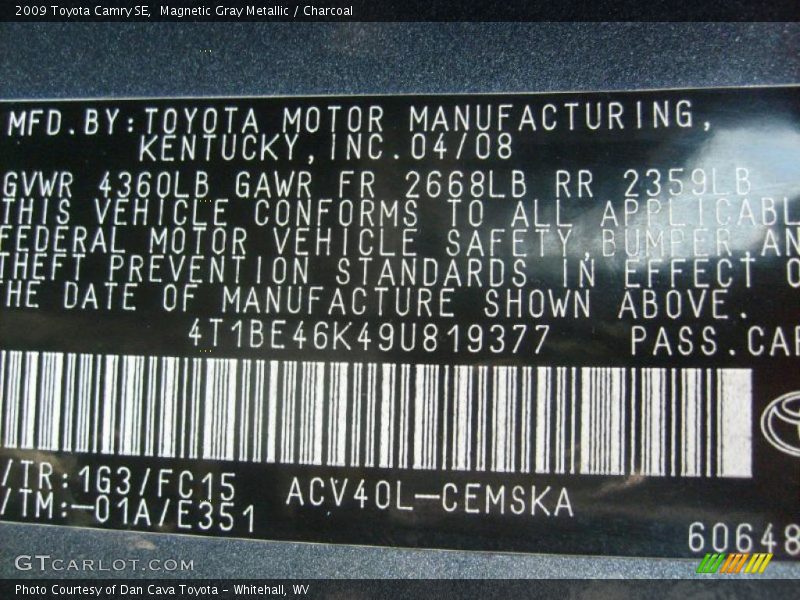 2009 Toyota Camry SE,  Magnetic Gray Metallic / Charcoal
MFD.BY:TOYOTA MOTOR MANUFACTURING,
KENTUCKY,INC.04/08
GVWR 4360LB GAWR FR 2668LB RR 2359LB
THIS VEHICLE CONFORMS TO ALL APPLICABL
FEDERAL MOTOR VEHICLE SAFETY,BUMPER AN
THEFT PREVENTION STANDARDS IN EFFECT O
HE DATE OF MANUFACTURE SHOWN ABOVE.
4T1BE46K49U819377 PASS.CAR
/TR:1G3/FC15
ACV40L-CEMSKA
/TM:-01A/E351
60648
GTCARLOT.COM
Photo Courtesy of Dan Cava Toyota - Whitehall, WV